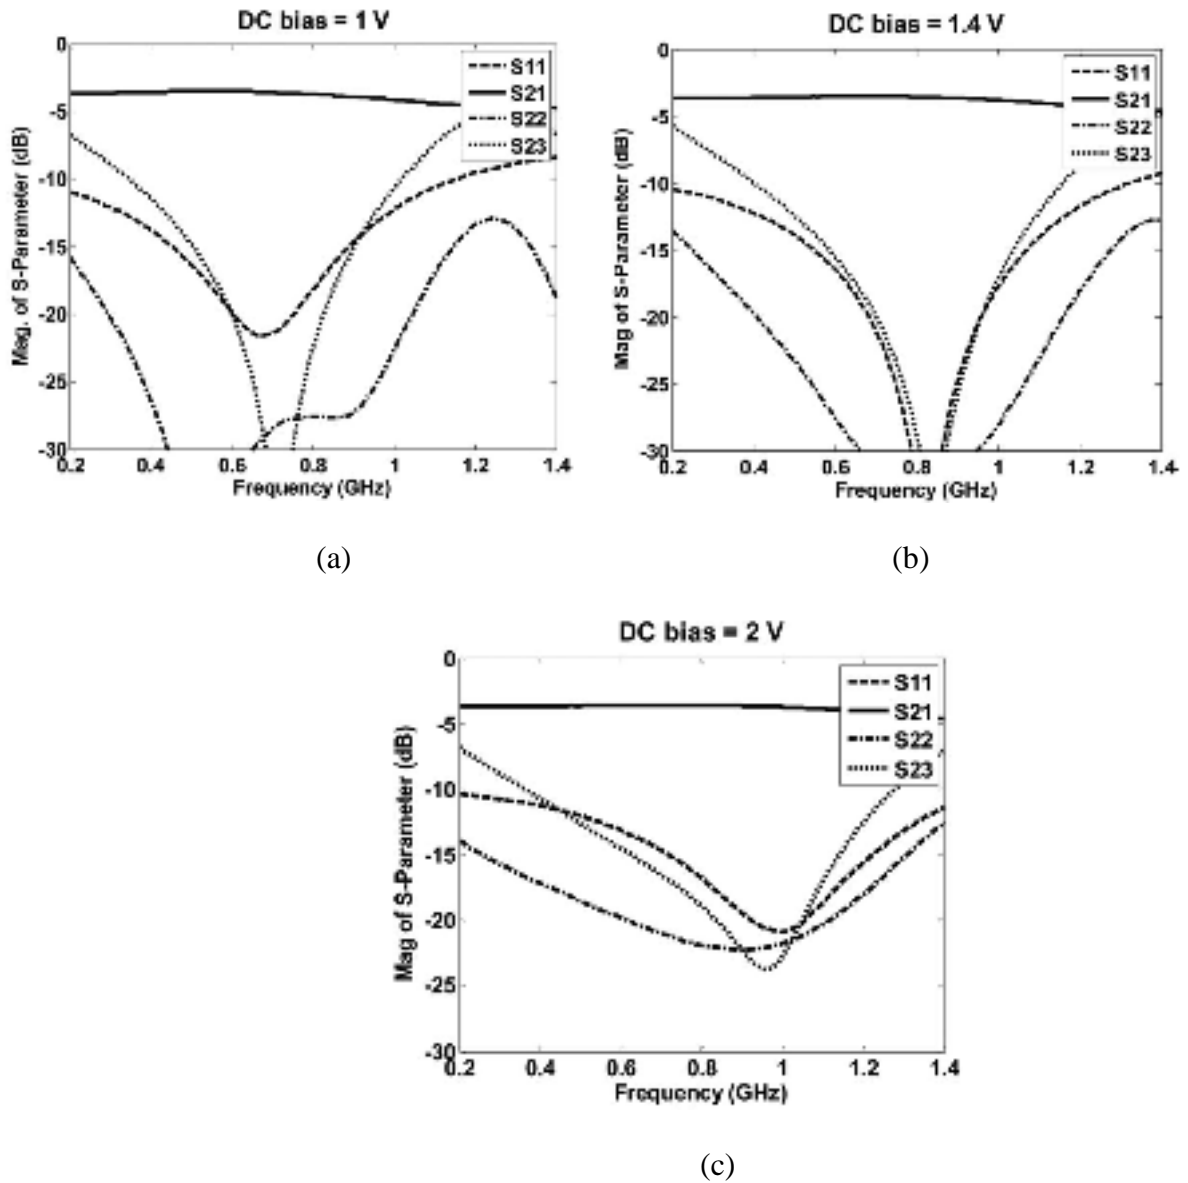 DC bias = 1 V
0
-5
-10
-15
-20
-25
-30
Mag. of S-Parameter (dB)
S11
S21
S22
S23
0.2 0.4 0.6 0.8 1 1.2 1.4
Frequency (GHz)
(a)
DC bias = 1.4 V
0
-5
-10
-15
-20
-25
-30
Mag of S-Parameter (dB)
S11
S21
S22
S23
0.2 0.4 0.6 0.8 1 1.2 1.4
Frequency (GHz)
(b)
DC bias = 2 V
0
-5
-10
-15
-20
-25
-30
Mag of S-Parameter (dB)
S11
S21
S22
S23
0.2 0.4 0.6 0.8 1 1.2 1.4
Frequency (GHz)
(c)